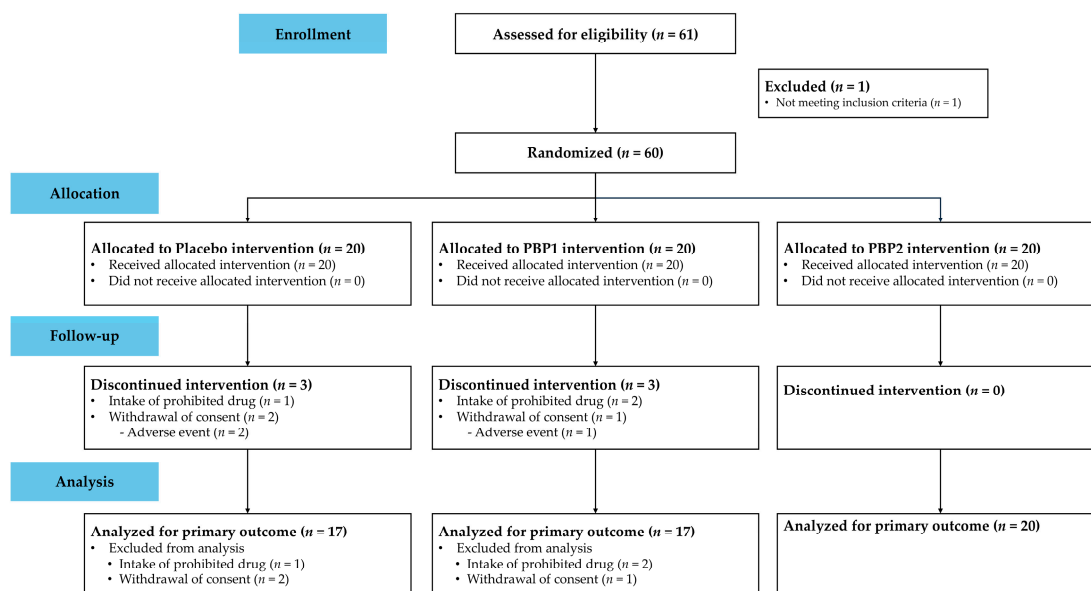 Enrollment
Assessed for eligibility (n = 61)
Excluded (n = 1)
• Not meeting inclusion criteria (n = 1)
Randomized (n = 60)
Allocation
Allocated to Placebo intervention (n = 20)
• Received allocated intervention (n = 20)
• Did not receive allocated intervention (n = 0)
Allocated to PBP1 intervention (n = 20)
• Received allocated intervention (n = 20)
• Did not receive allocated intervention (n = 0)
Allocated to PBP2 intervention (n = 20)
• Received allocated intervention (n = 20)
• Did not receive allocated intervention (n = 0)
Follow-up
Discontinued intervention (n = 3)
• Intake of prohibited drug (n = 1)
• Withdrawal of consent (n = 2)
- Adverse event (n = 2)
Discontinued intervention (n = 3)
• Intake of prohibited drug (n = 2)
• Withdrawal of consent (n = 1)
- Adverse event (n = 1)
Discontinued intervention (n = 0)
Analysis
Analyzed for primary outcome (n = 17)
• Excluded from analysis
• Intake of prohibited drug (n = 1)
• Withdrawal of consent (n = 2)
Analyzed for primary outcome (n = 17)
• Excluded from analysis
• Intake of prohibited drug (n = 2)
• Withdrawal of consent (n = 1)
Analyzed for primary outcome (n = 20)